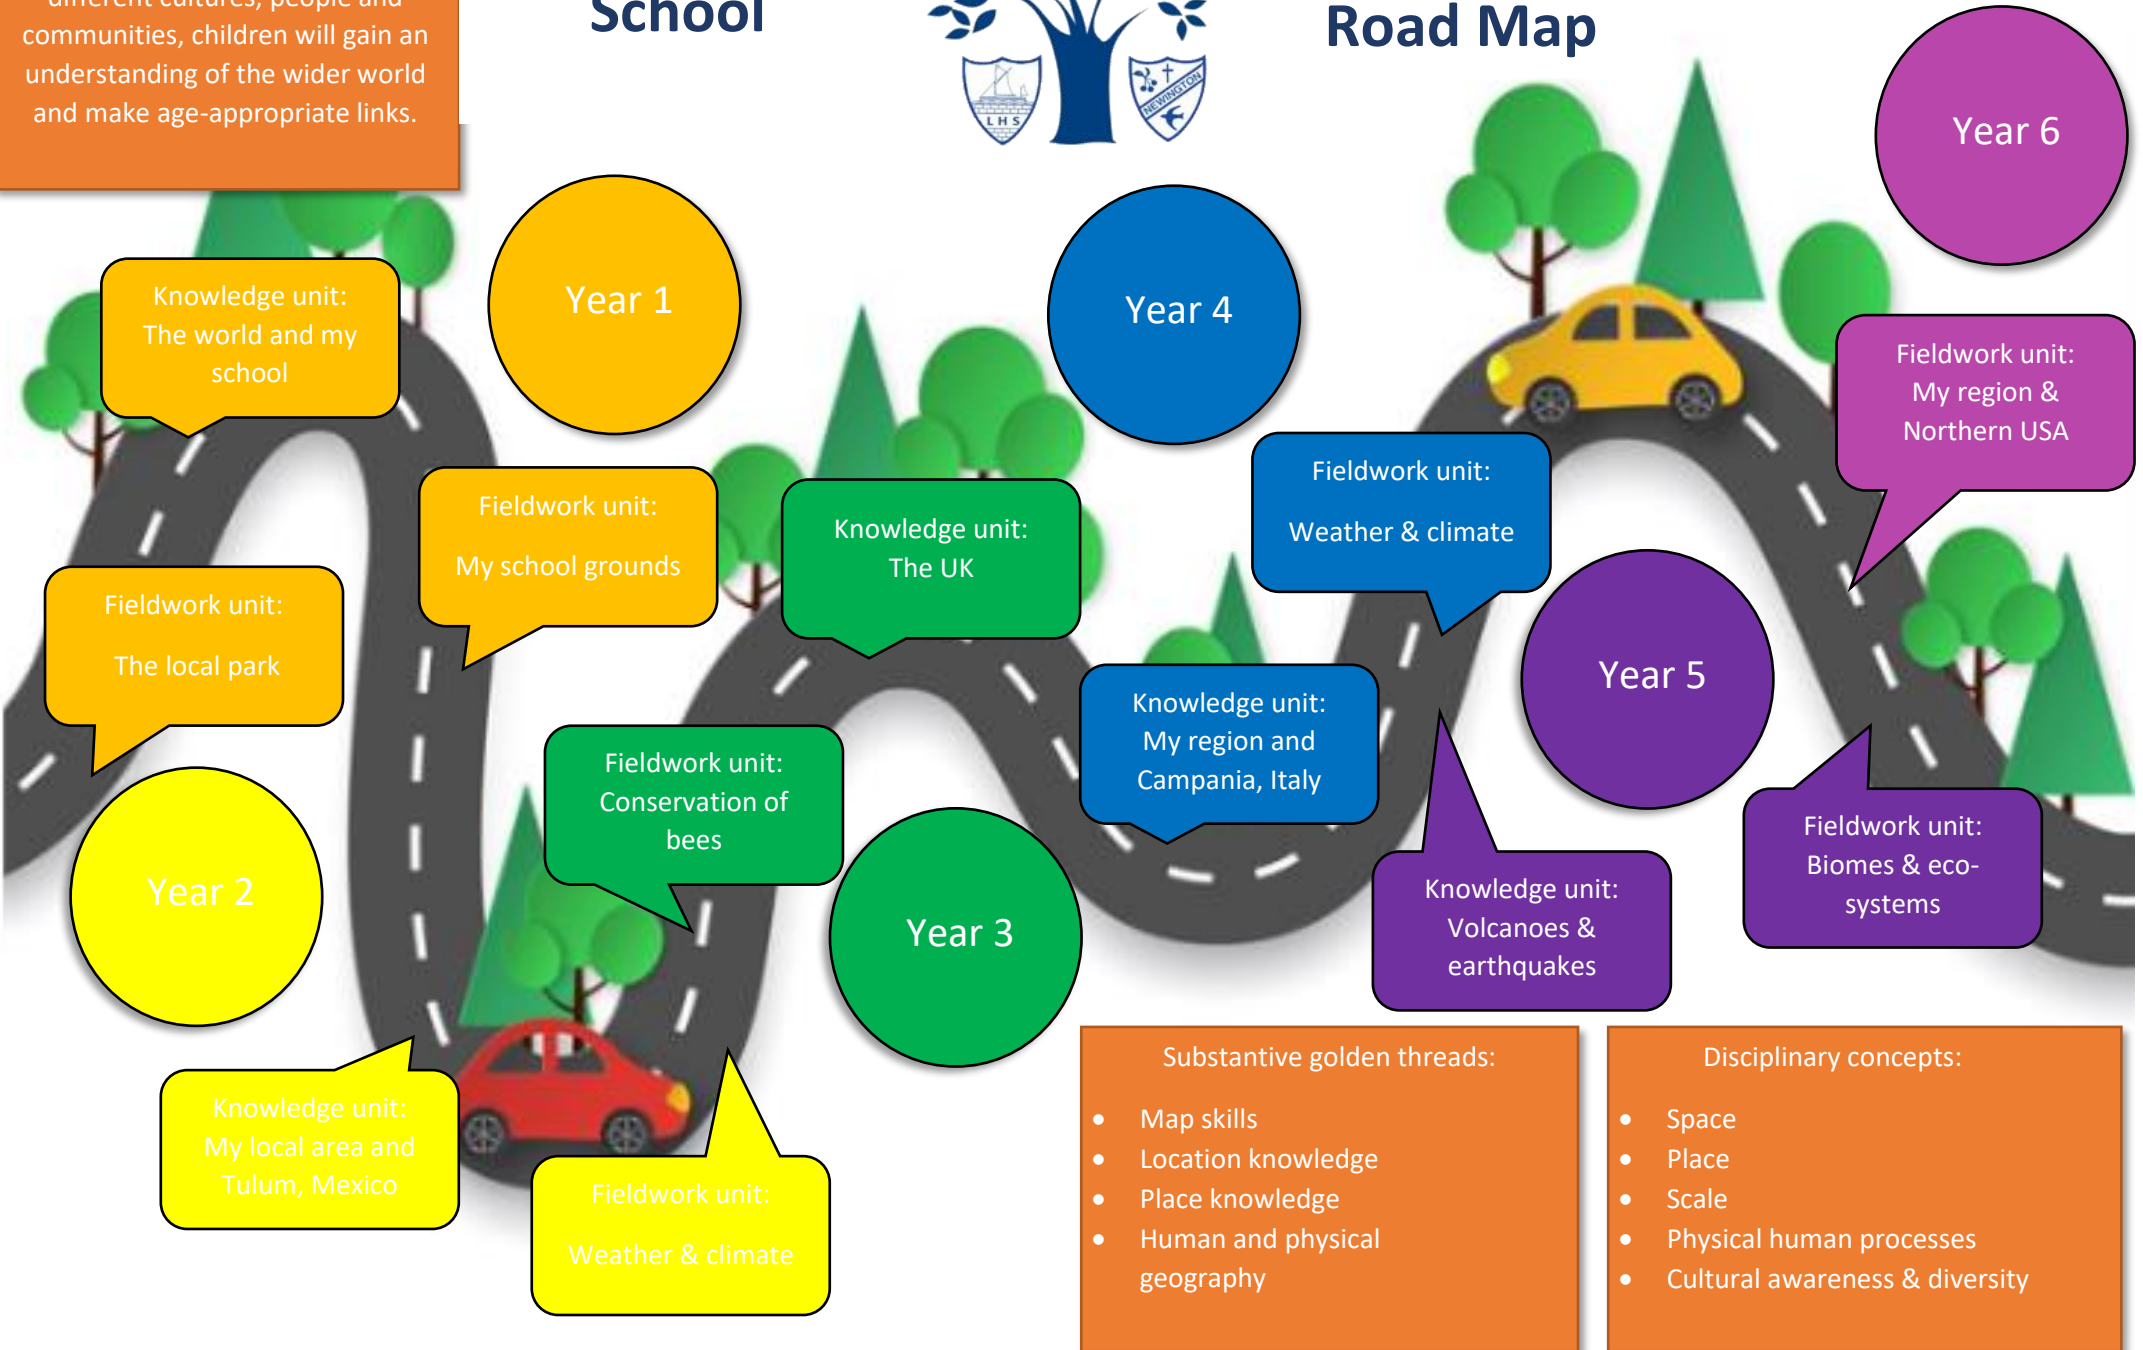 different cultures, people and
communities, children will gain an
understanding of the wider world
and make age-appropriate links.
School
Road Map
LHS
NEWINGTON
Year 6
Year 1
Year 4
Knowledge unit:
The world and my
school
Fieldwork unit:
My region &
Northern USA
Fieldwork unit:
My school grounds
Knowledge unit:
The UK
Fieldwork unit:
Weather & climate
Fieldwork unit:
The local park
Year 5
Knowledge unit:
My region and
Campania, Italy
Fieldwork unit:
Conservation of
bees
Year 2
Year 3
Knowledge unit:
Volcanoes &
earthquakes
Fieldwork unit:
Biomes & eco-
systems
Knowledge unit:
My local area and
Tulum, Mexico
Fieldwork unit:
Weather & climate
Substantive golden threads:
• Map skills
• Location knowledge
• Place knowledge
• Human and physical
geography
Disciplinary concepts:
• Space
• Place
• Scale
• Physical human processes
• Cultural awareness & diversity